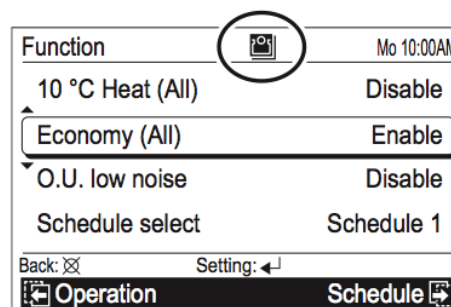 Function Mo 10:00AM
10 °C Heat (All) Disable
Economy (All) Enable
O.U. low noise Disable
Schedule select Schedule 1
Back: Setting:
Operation Schedule